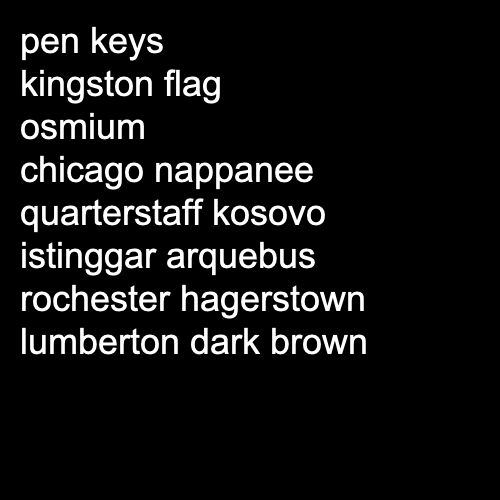 pen keys
kingston flag
osmium
chicago nappanee
quarterstaff kosovo
istinggar arquebus
rochester hagerstown
lumberton dark brown